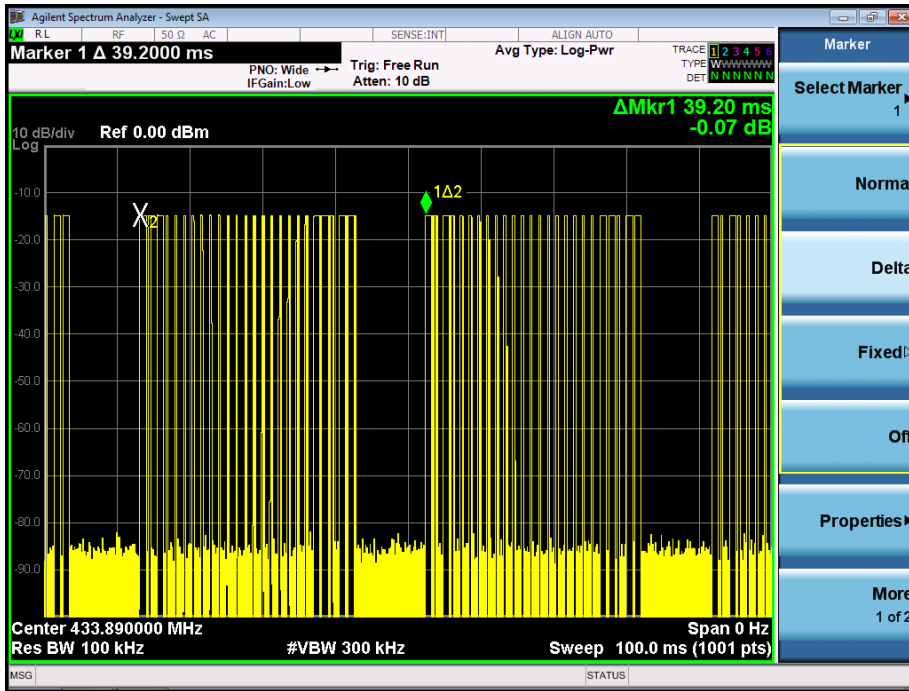 Agilent Spectrum Analyzer - Swept SA
LXI RL RF 50 Ω AC SENSE:INT ALIGN AUTO
Marker 1 Δ 39.2000 ms
PNO: Wide
IFGain:Low
Trig: Free Run
Atten: 10 dB
Avg Type: Log-Pwr
TRACE 1 2 3 4 5 6
TYPE WWWWWW
DET N N N N N N
ΔMkr1 39.20 ms
-0.07 dB
10 dB/div Ref 0.00 dBm
Log
-10.0
-20.0
-30.0
-40.0
-50.0
-60.0
-70.0
-80.0
-90.0
X2
1Δ2
Center 433.890000 MHz
Span 0 Hz
Res BW 100 kHz
#VBW 300 kHz
Sweep 100.0 ms (1001 pts)
MSG
STATUS
Marker
Select Marker
1
Norma
Delta
Fixed
Off
Properties
More
1 of 2